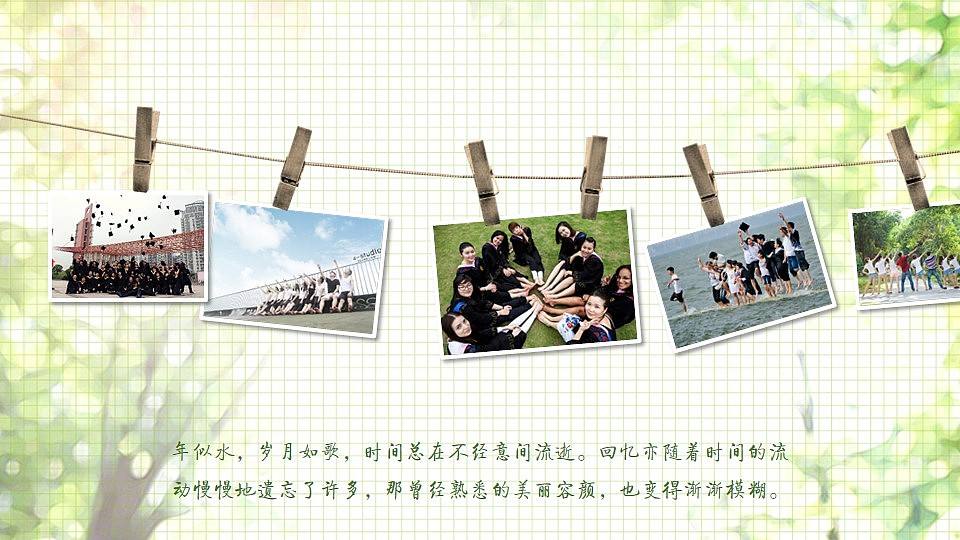 e-studio
年似水，岁月如歌，时间总在不经意间流逝。回忆亦随着时间的流
动慢慢地遗忘了许多，那曾经熟悉的美丽容颜，也变得渐渐模糊。